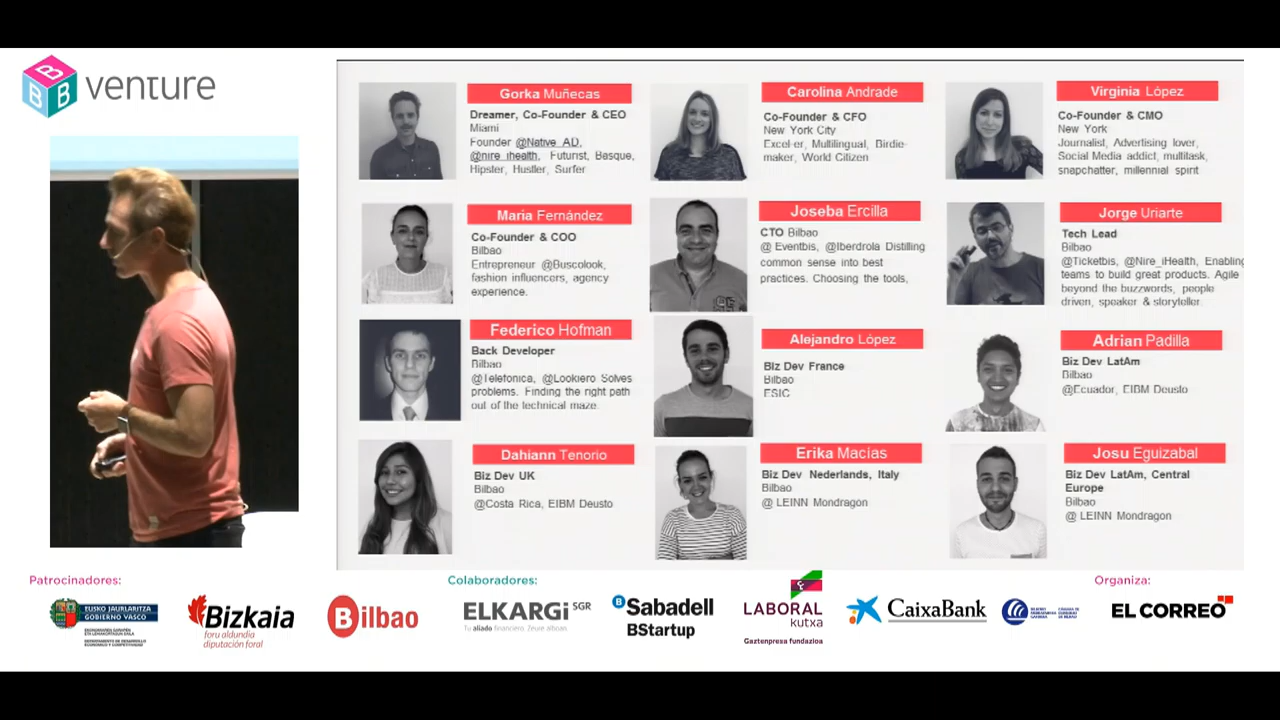 B B B venture
Gorka Muñecas
Dreamer, Co-Founder & CEO
Miami
Founder @Native_AD,
@nire_ihealth, Futurist, Basque,
Hipster, Hustler, Surfer
Carolina Andrade
Co-Founder & CFO
New York City
Excel-er, Multilingual, Birdie-
maker, World Citizen
Virginia López
Co-Founder & CMO
New York
Journalist, Advertising lover,
Social Media addict, multitask,
snapchatter, millennial spirit
Maria Fernández
Co-Founder & COO
Bilbao
Entrepreneur @Buscolook,
fashion influencers, agency
experience.
Joseba Ercilla
CTO Bilbao
@ Eventbis, @Iberdrola Distilling
common sense into best
practices. Choosing the tools,
Jorge Uriarte
Tech Lead
Bilbao
@Ticketbis, @Nire_iHealth, Enabling
teams to build great products. Agile
beyond the buzzwords, people
driven, speaker & storyteller.
Federico Hofman
Back Developer
Bilbao
@Telefonica, @Lookiero Solves
problems. Finding the right path
out of the technical maze.
Alejandro López
Biz Dev France
Bilbao
ESIC
Adrian Padilla
Biz Dev LatAm
Bilbao
@Ecuador, EIBM Deusto
Dahiann Tenorio
Biz Dev UK
Bilbao
@Costa Rica, EIBM Deusto
Erika Macías
Biz Dev Nederlands, Italy
Bilbao
@ LEINN Mondragon
Josu Eguizabal
Biz Dev LatAm, Central
Europe
Bilbao
@ LEINN Mondragon
Patrocinadores:
Colaboradores:
Organiza:
EUSKO JAURLARITZA
GOBIERNO VASCO
Bizkaia
foru aldundia
diputación foral
Bilbao
ELKARGI SGR
Tu aliado financiero. Zeure alboan.
B Sabadell
BStartup
LABORAL
kutxa
Gaztenpresa fundazioa
CaixaBank
EL CORREO